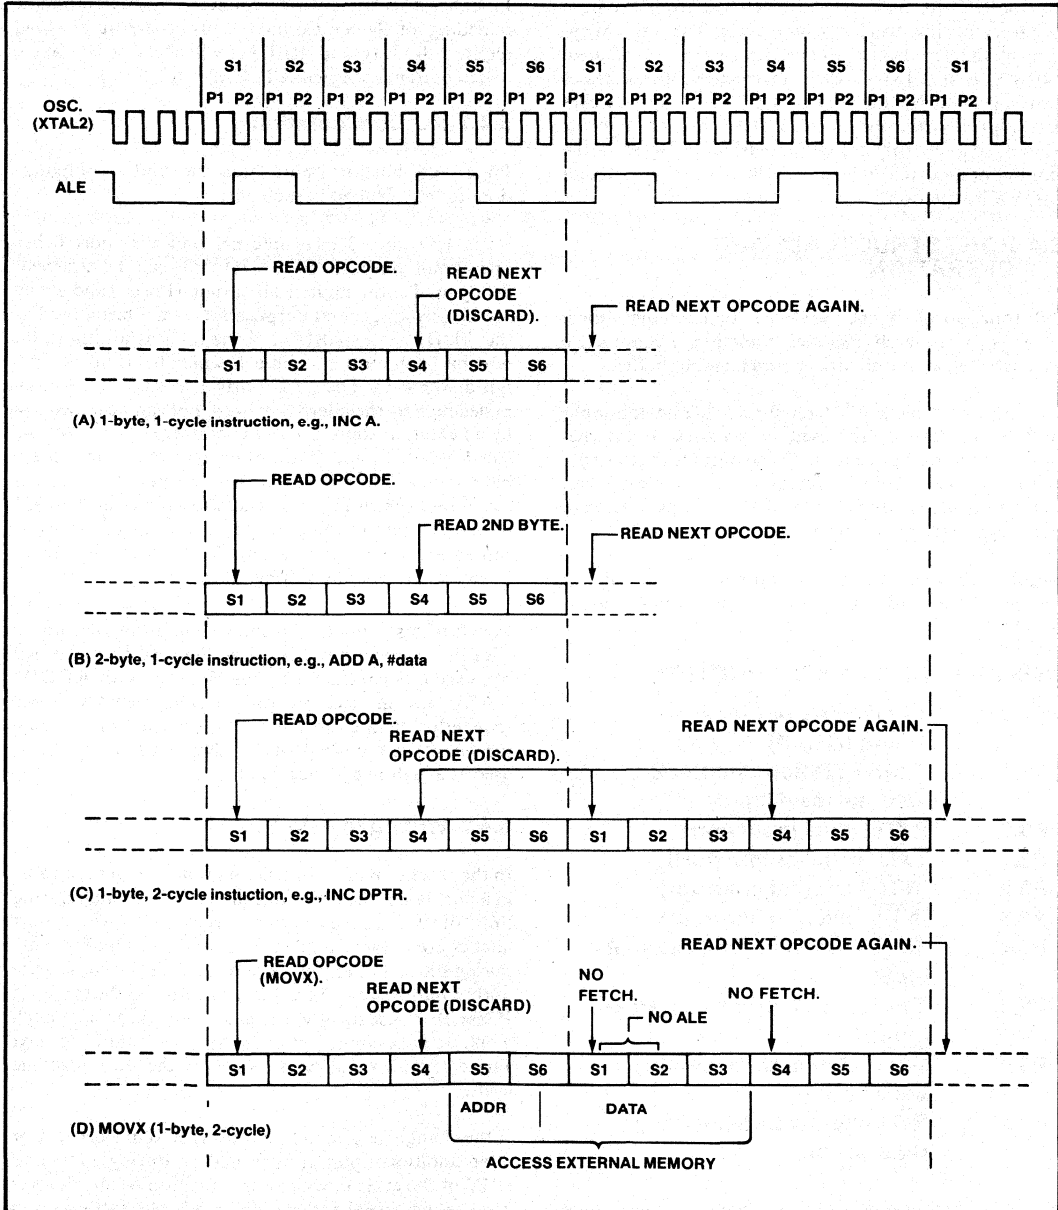 S1 S2 S3 S4 S5 S6 S1 S2 S3 S4 S5 S6 S1
P1 P2 P1 P2 P1 P2 P1 P2 P1 P2 P1 P2 P1 P2 P1 P2 P1 P2 P1 P2 P1 P2 P1 P2 P1 P2
OSC.
(XTAL2)
ALE
READ OPCODE.
READ NEXT
OPCODE
(DISCARD).
READ NEXT OPCODE AGAIN.
S1 S2 S3 S4 S5 S6
(A) 1-byte, 1-cycle instruction, e.g., INC A.
READ OPCODE.
READ 2ND BYTE.
READ NEXT OPCODE.
S1 S2 S3 S4 S5 S6
(B) 2-byte, 1-cycle instruction, e.g., ADD A, #data
READ OPCODE.
READ NEXT
OPCODE (DISCARD).
READ NEXT OPCODE AGAIN.
S1 S2 S3 S4 S5 S6 S1 S2 S3 S4 S5 S6
(C) 1-byte, 2-cycle instuction, e.g., INC DPTR.
READ OPCODE
(MOVX).
READ NEXT
OPCODE (DISCARD)
NO
FETCH.
NO ALE
NO FETCH.
READ NEXT OPCODE AGAIN.
S1 S2 S3 S4 S5 S6 S1 S2 S3 S4 S5 S6
ADDR DATA
(D) MOVX (1-byte, 2-cycle)
ACCESS EXTERNAL MEMORY